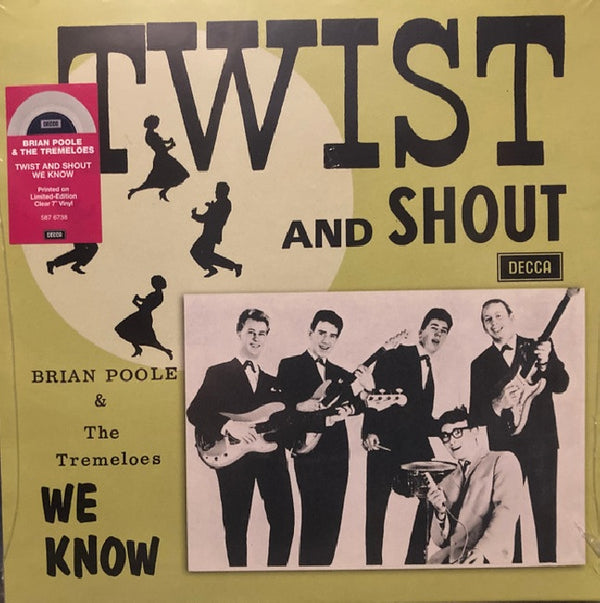 TWIST
AND SHOUT
DECCA
DECCA
BRIAN POOLE
& THE TREMELOES
TWIST AND SHOUT
WE KNOW
Printed on
Limited-Edition
Clear 7" Vinyl
587 6738
DECCA
BRIAN POOLE
&
The
Tremeloes
WE
KNOW